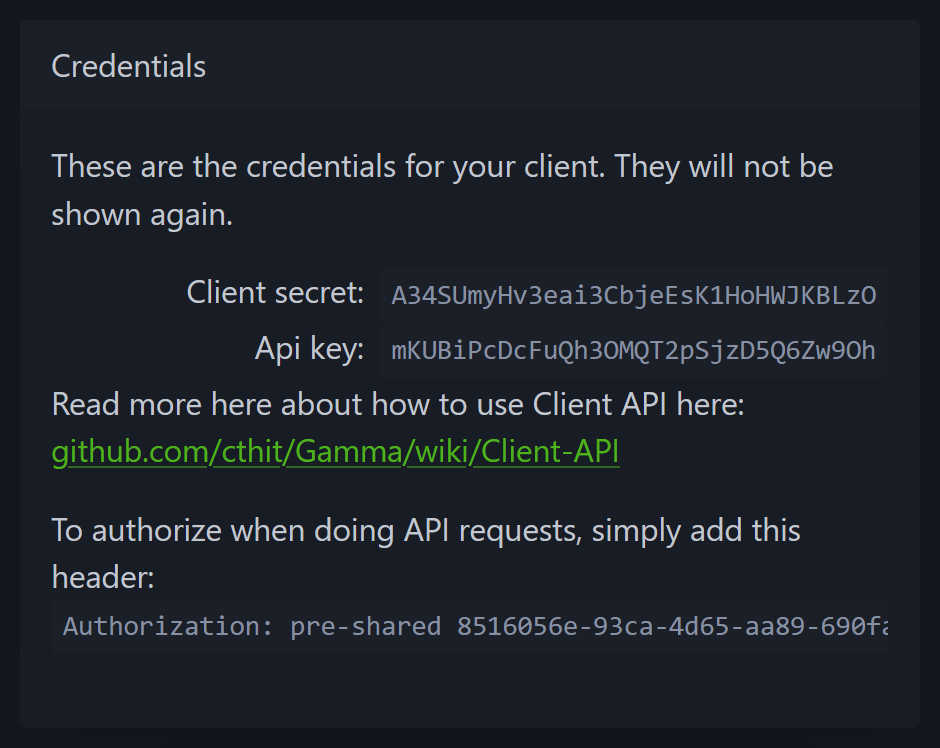 Credentials
These are the credentials for your client. They will not be
shown again.
Client secret: A34SUmyHv3eai3CbjeEsK1HoHWJKBLzO
Api key: mKUBiPcDcFuQh3OMQT2pSjzD5Q6Zw9Oh
Read more here about how to use Client API here:
github.com/cthit/Gamma/wiki/Client-API
To authorize when doing API requests, simply add this
header:
Authorization: pre-shared 8516056e-93ca-4d65-aa89-690fa